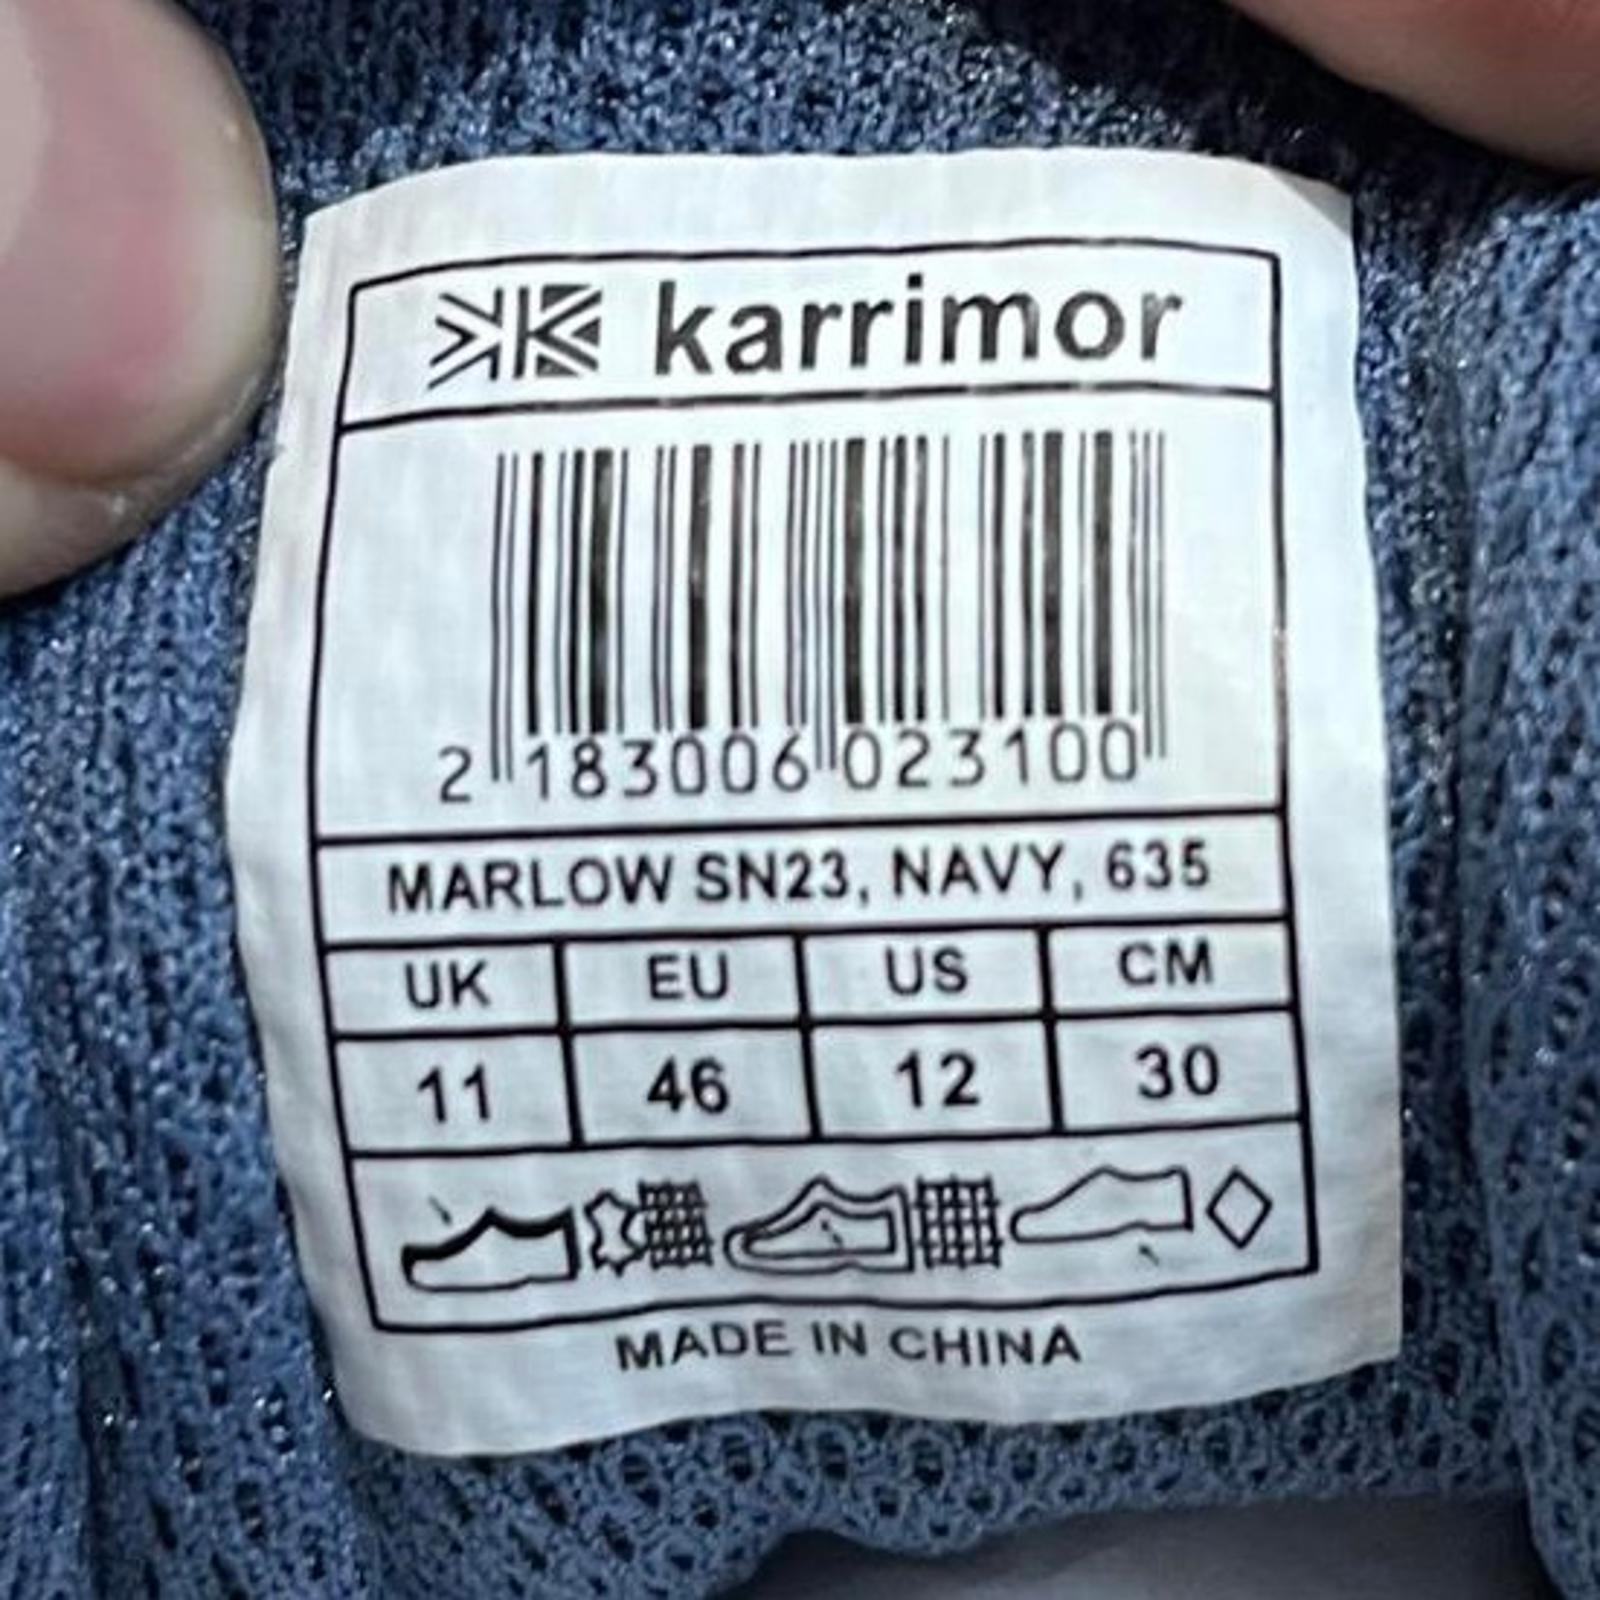 karrimor
2 183006 023100
MARLOW SN23, NAVY, 635
UK EU US CM
11 46 12 30
MADE IN CHINA